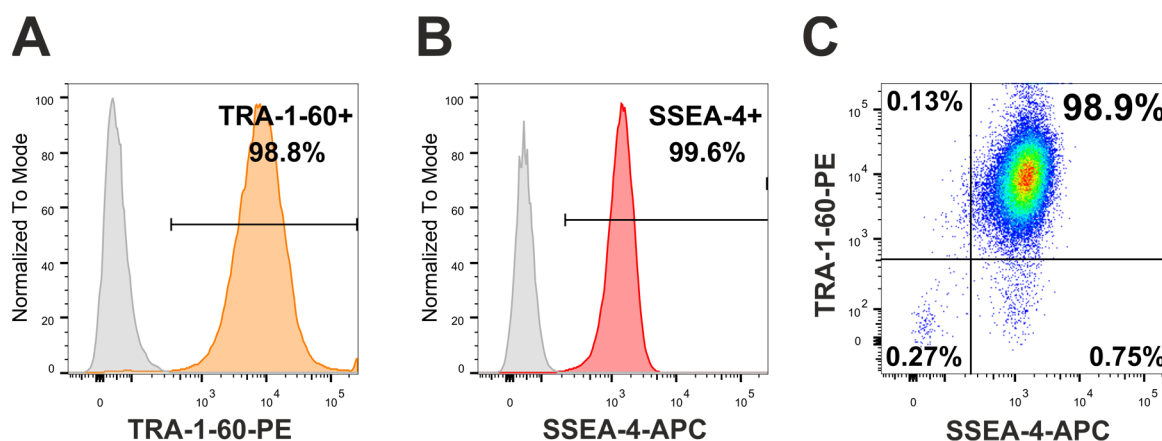 A
Normalized To Mode
100
80
60
40
20
0
TRA-1-60+
98.8%
0 10³ 10⁴ 10⁵
TRA-1-60-PE
B
Normalized To Mode
100
80
60
40
20
0
SSEA-4+
99.6%
0 10³ 10⁴ 10⁵
SSEA-4-APC
C
TRA-1-60-PE
10⁵
10⁴
10³
10²
0
0.13%
98.9%
0.27%
0.75%
0 10³ 10⁴ 10⁵
SSEA-4-APC